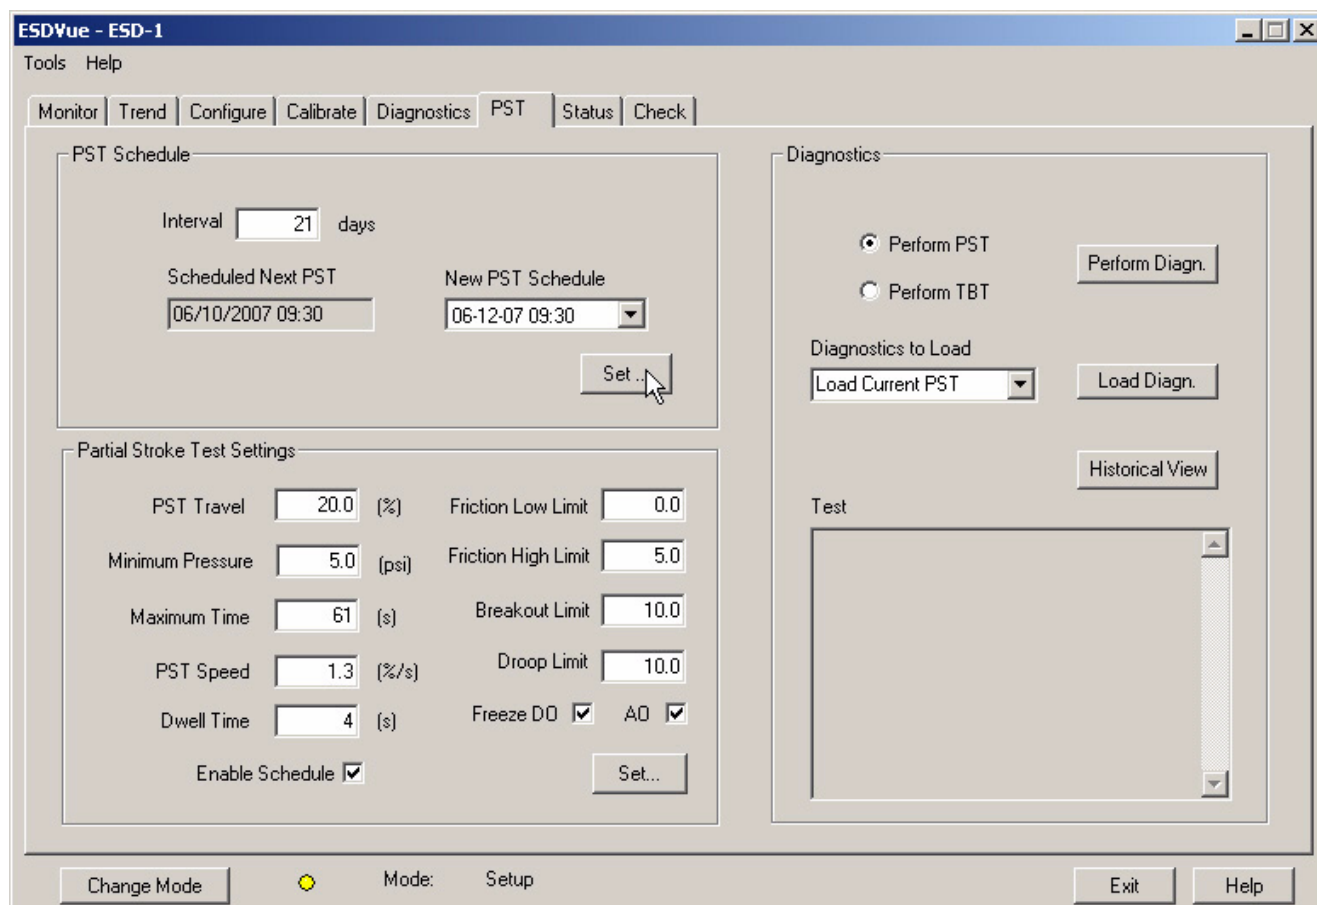 ESDVue - ESD-1
Tools Help
Monitor Trend Configure Calibrate Diagnostics PST Status Check
PST Schedule
Interval 21 days
Scheduled Next PST
06/10/2007 09:30
New PST Schedule
06-12-07 09:30
Set ..
Partial Stroke Test Settings
PST Travel 20.0 (%)
Minimum Pressure 5.0 (psi)
Maximum Time 61 (s)
PST Speed 1.3 (%/s)
Dwell Time 4 (s)
Enable Schedule
Friction Low Limit 0.0
Friction High Limit 5.0
Breakout Limit 10.0
Droop Limit 10.0
Freeze DO AO
Set...
Diagnostics
Perform PST
Perform TBT
Perform Diagn.
Diagnostics to Load
Load Current PST
Load Diagn.
Historical View
Test
Change Mode Mode: Setup Exit Help